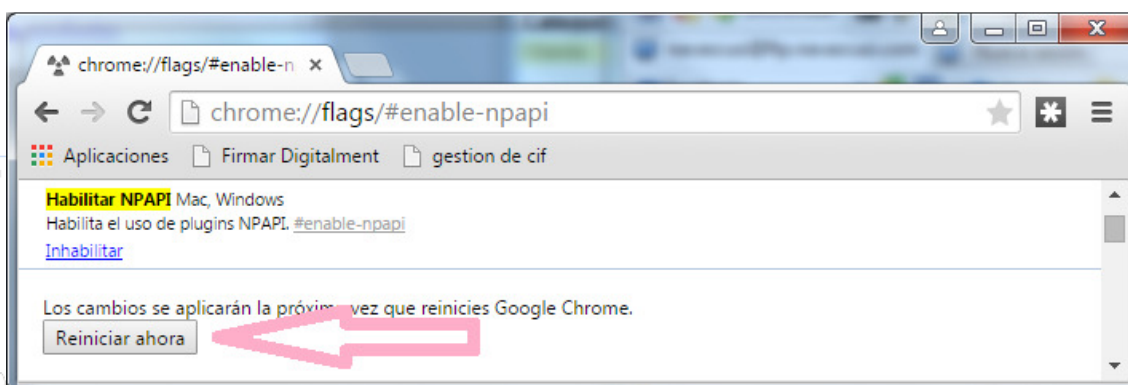 chrome://flags/#enable-n
chrome://flags/#enable-npapi
Aplicaciones Firmar Digitalment gestion de cif
Habilitar NPAPI Mac, Windows
Habilita el uso de plugins NPAPI. #enable-npapi
Inhabilitar
Los cambios se aplicarán la próxima vez que reinicies Google Chrome.
Reiniciar ahora